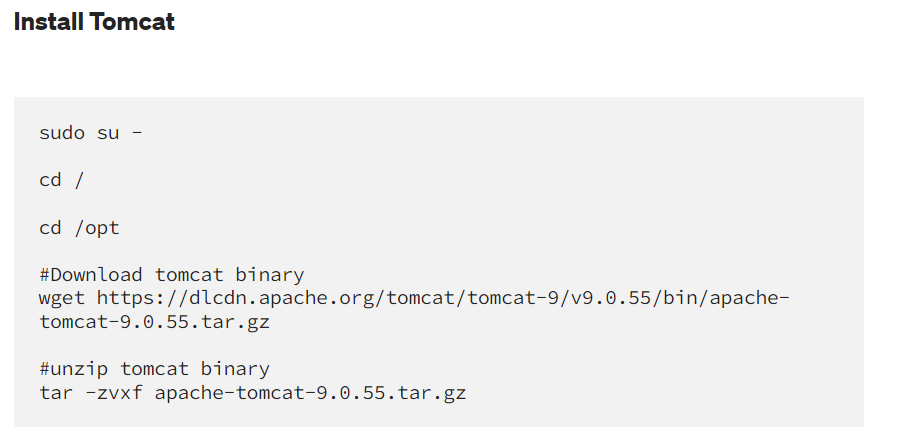 Install Tomcat
sudo su -
cd /
cd /opt
#Download tomcat binary
wget https://dlcdn.apache.org/tomcat/tomcat-9/v9.0.55/bin/apache-
tomcat-9.0.55.tar.gz
#unzip tomcat binary
tar -zvxf apache-tomcat-9.0.55.tar.gz